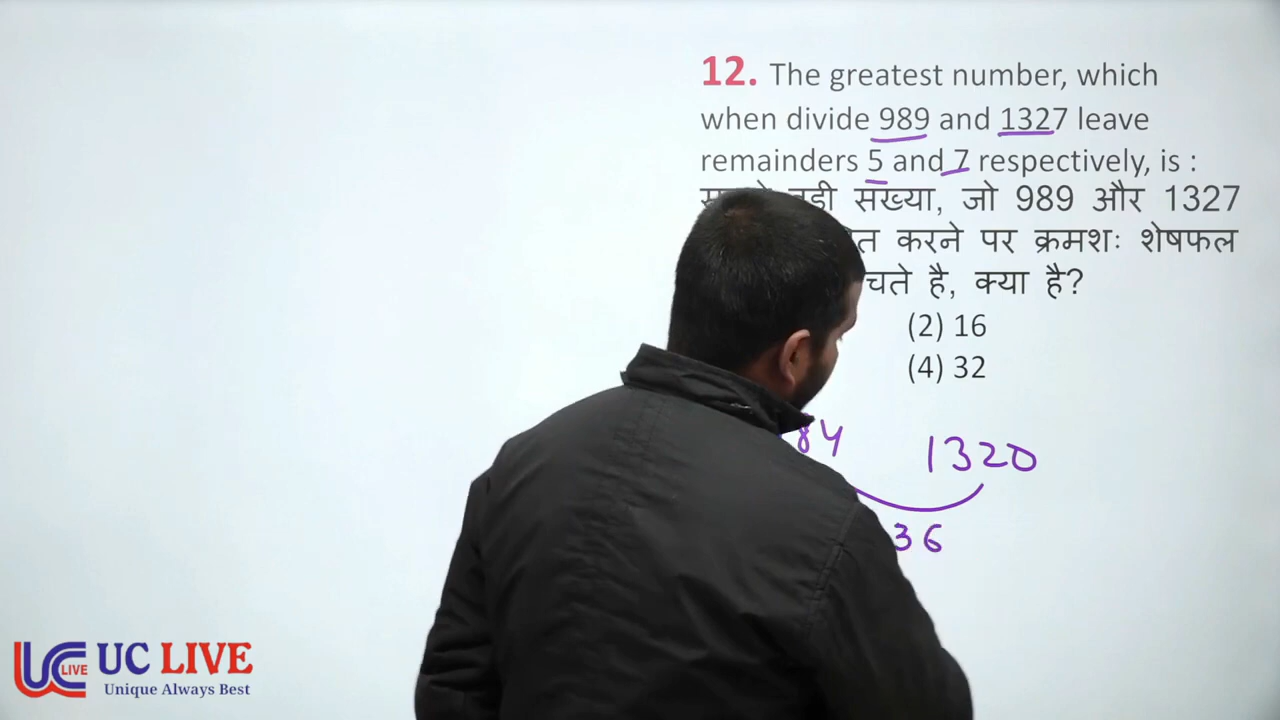 12. The greatest number, which
when divide 989 and 1327 leave
remainders 5 and 7 respectively, is :
संख्या, जो 989 और 1327
करने पर क्रमशः शेषफल
है, क्या है?
(2) 16
(4) 32
84 1320
36
LIVE UC LIVE
Unique Always Best